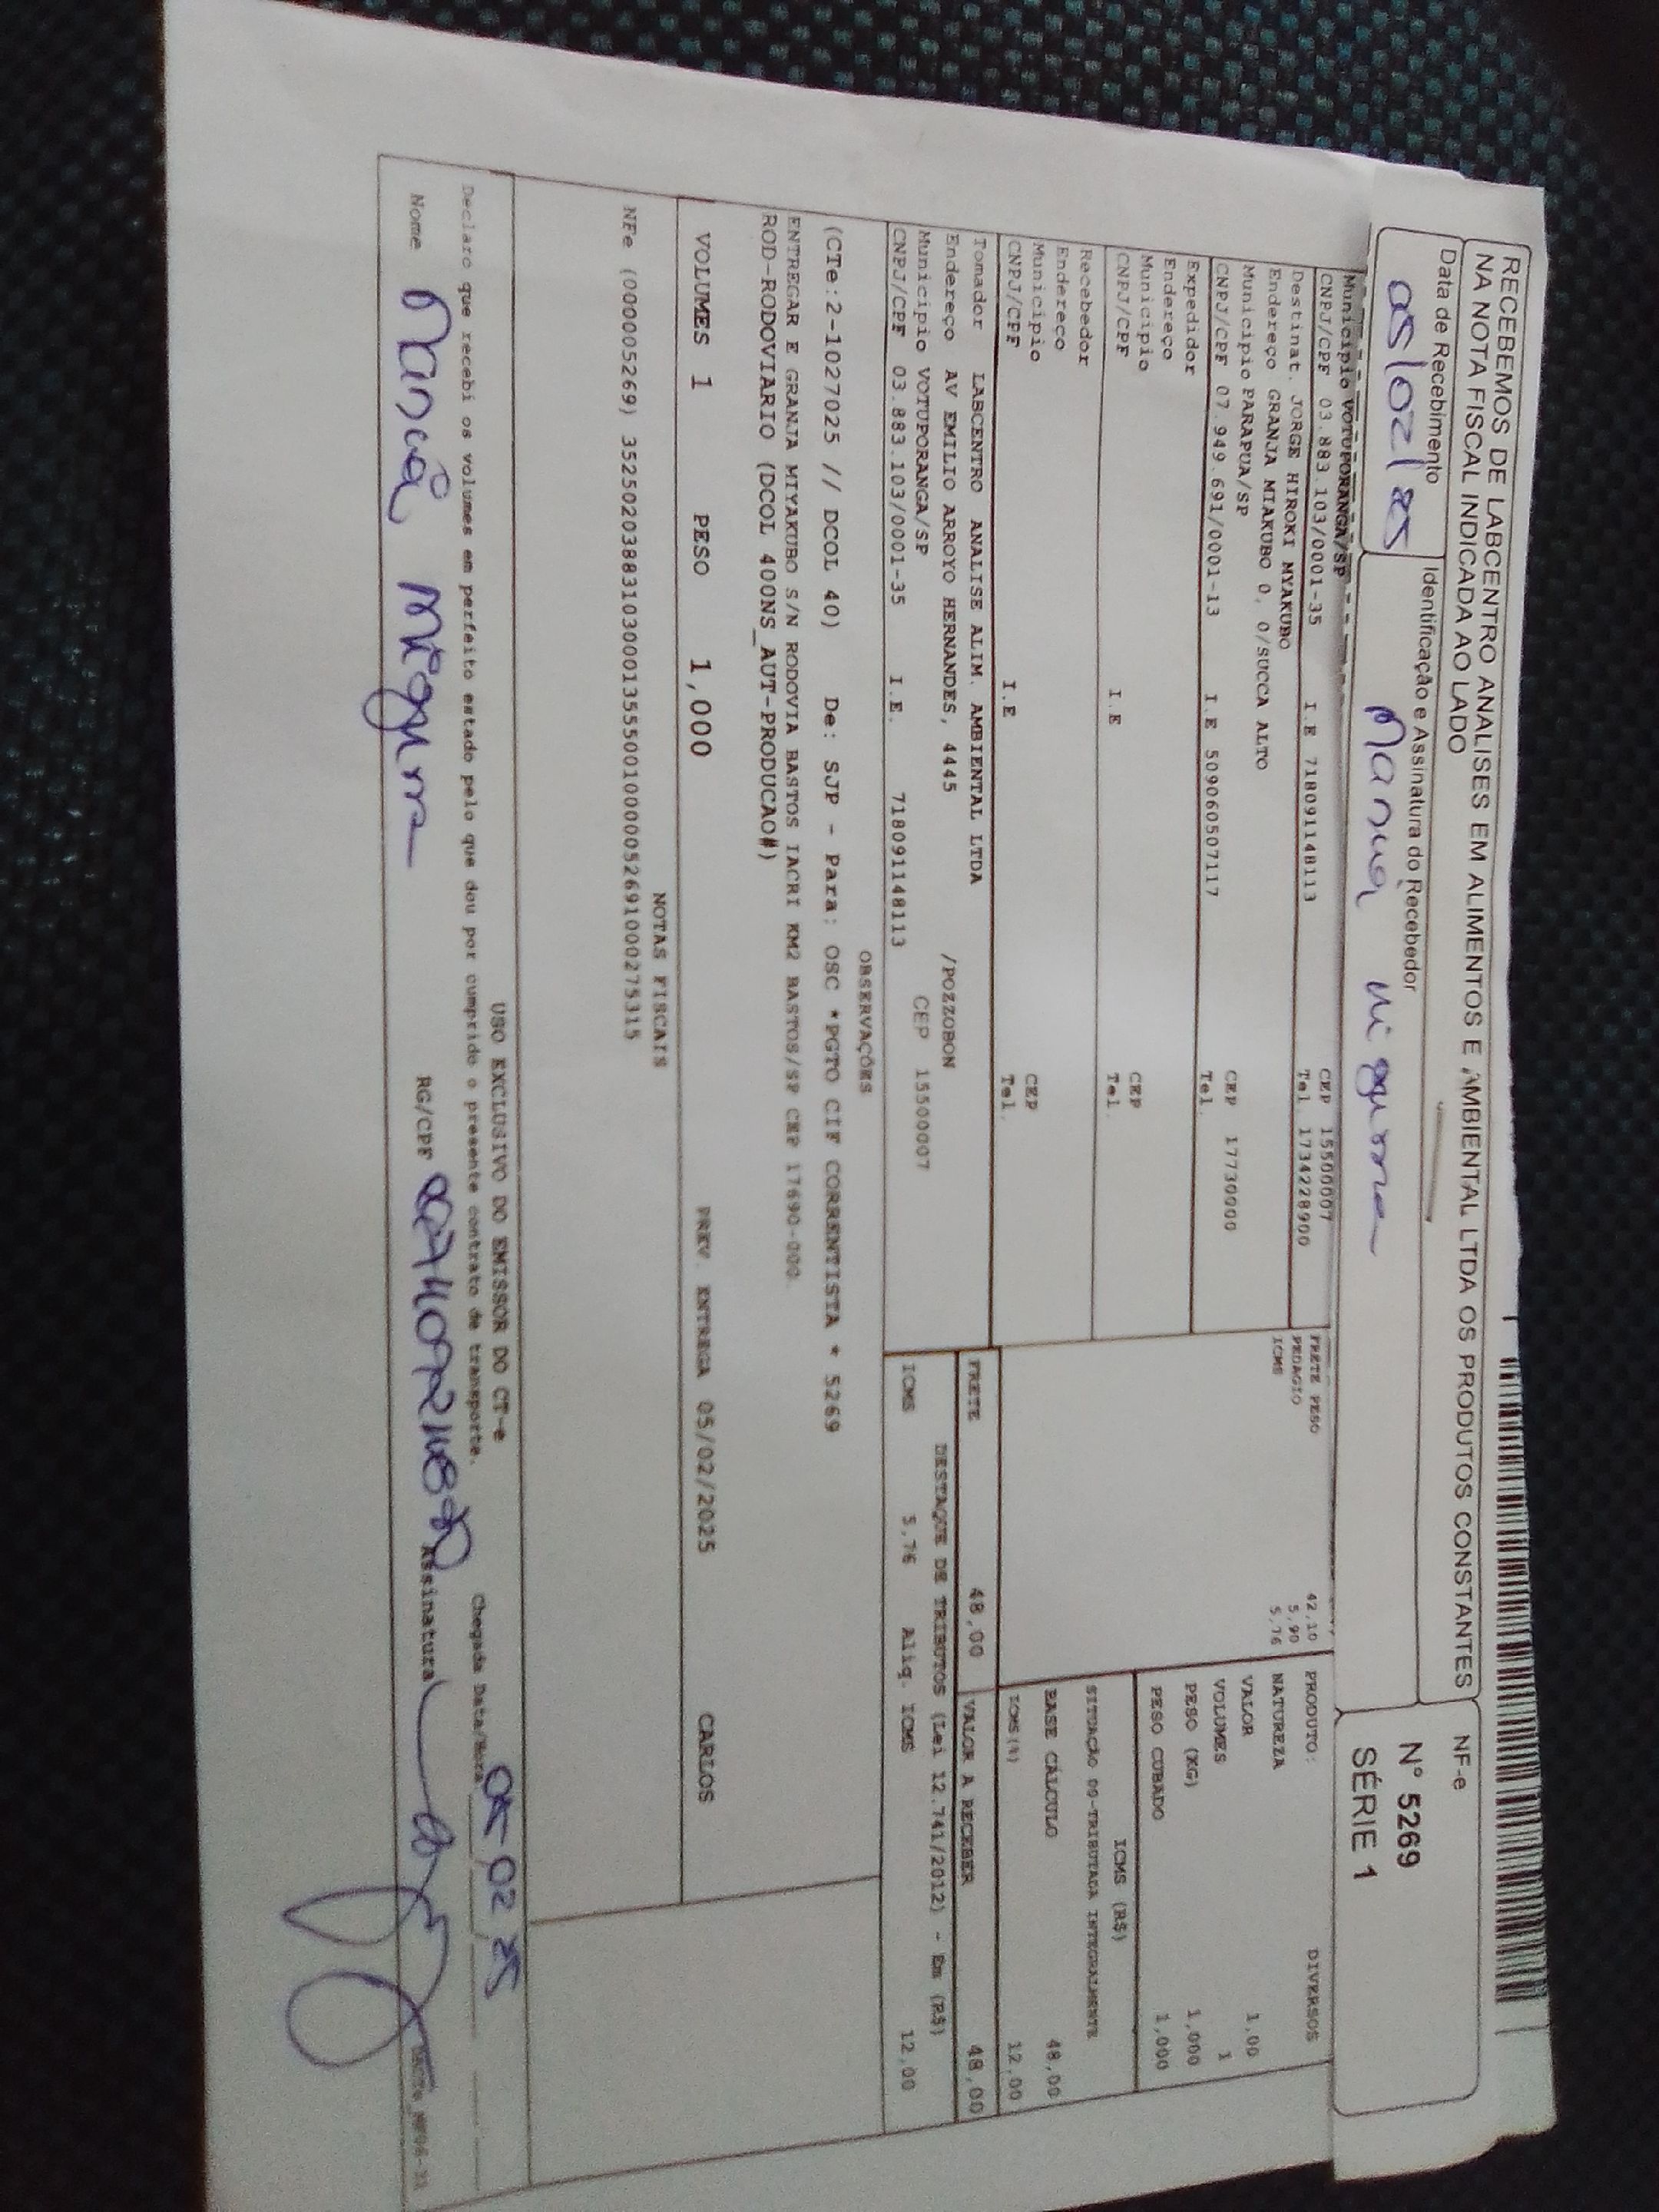 RECEBEMOS DE LABCENTRO ANALISES EM ALIMENTOS E AMBIENTAL LTDA OS PRODUTOS CONSTANTES
NA NOTA FISCAL INDICADA AO LADO
NF-e
Nº 5269
SÉRIE 1
Data de Recebimento
05/02/25
Identificação e Assinatura do Recebedor
Município VOTUPORANGA/SP
CEP 15500007
CNPJ/CPF 03.883.103/0001-35 I.E 718091148113 Tel. 1734228900
Destinat. JORGE HIROKI MYAKUBO
Endereço GRANJA MIAKUBO 0, 0/SUCCA ALTO
Município PARAPUA/SP CEP 17730000
CNPJ/CPF 07.949.691/0001-13 I.E 509060507117 Tel.
Expedidor
Endereço
Município CEP
CNPJ/CPF I.E Tel.
Recebedor
Endereço
Município CEP
CNPJ/CPF I.E Tel.
Tomador LABCENTRO ANALISE ALIM. AMBIENTAL LTDA
Endereço AV EMILIO ARROYO HERNANDES, 4445 /POZZOBON
Município VOTUPORANGA/SP CEP 15500007
CNPJ/CPF 03.883.103/0001-35 I.E. 718091148113
FRETE PESO 42,10
PEDAGIO 5,90
ICMS 5,76
PRODUTO: DIVERSOS
NATUREZA
VALOR 1,00
VOLUMES 1
PESO (KG) 1,000
PESO CUBADO 1,000
ICMS (R$)
SITUAÇÃO 00-TRIBUTADA INTEGRALMENTE
BASE CÁLCULO 48,00
ICMS(%) 12,00
FRETE 48,00 VALOR A RECEBER 48,00
DESTAQUE DE TRIBUTOS (Lei 12.741/2012) - Em (R$)
ICMS 5,76 Aliq. ICMS 12,00
OBSERVAÇÕES
(CTe:2-1027025 // DCOL 40) De: SJP - Para: OSC *PGTO CIF CORRENTISTA * 5269
ENTREGAR E GRANJA MIYAKUBO S/N RODOVIA BASTOS IACRI KM2 BASTOS/SP CEP 17690-000.
ROD-RODOVIARIO (DCOL 400NS_AUT-PRODUCAO#)
VOLUMES 1 PESO 1,000 PREV. ENTREGA 05/02/2025 CARLOS
NOTAS FISCAIS
NFe (000005269) 35250203883103000135550010000052691000275315
USO EXCLUSIVO DO EMISSOR DO CT-e
Declaro que recebi os volumes em perfeito estado pelo que dou por cumprido o presente contrato de transporte. Chegada Data/Hora 05 02 25
Nome RG/CPF Assinatura